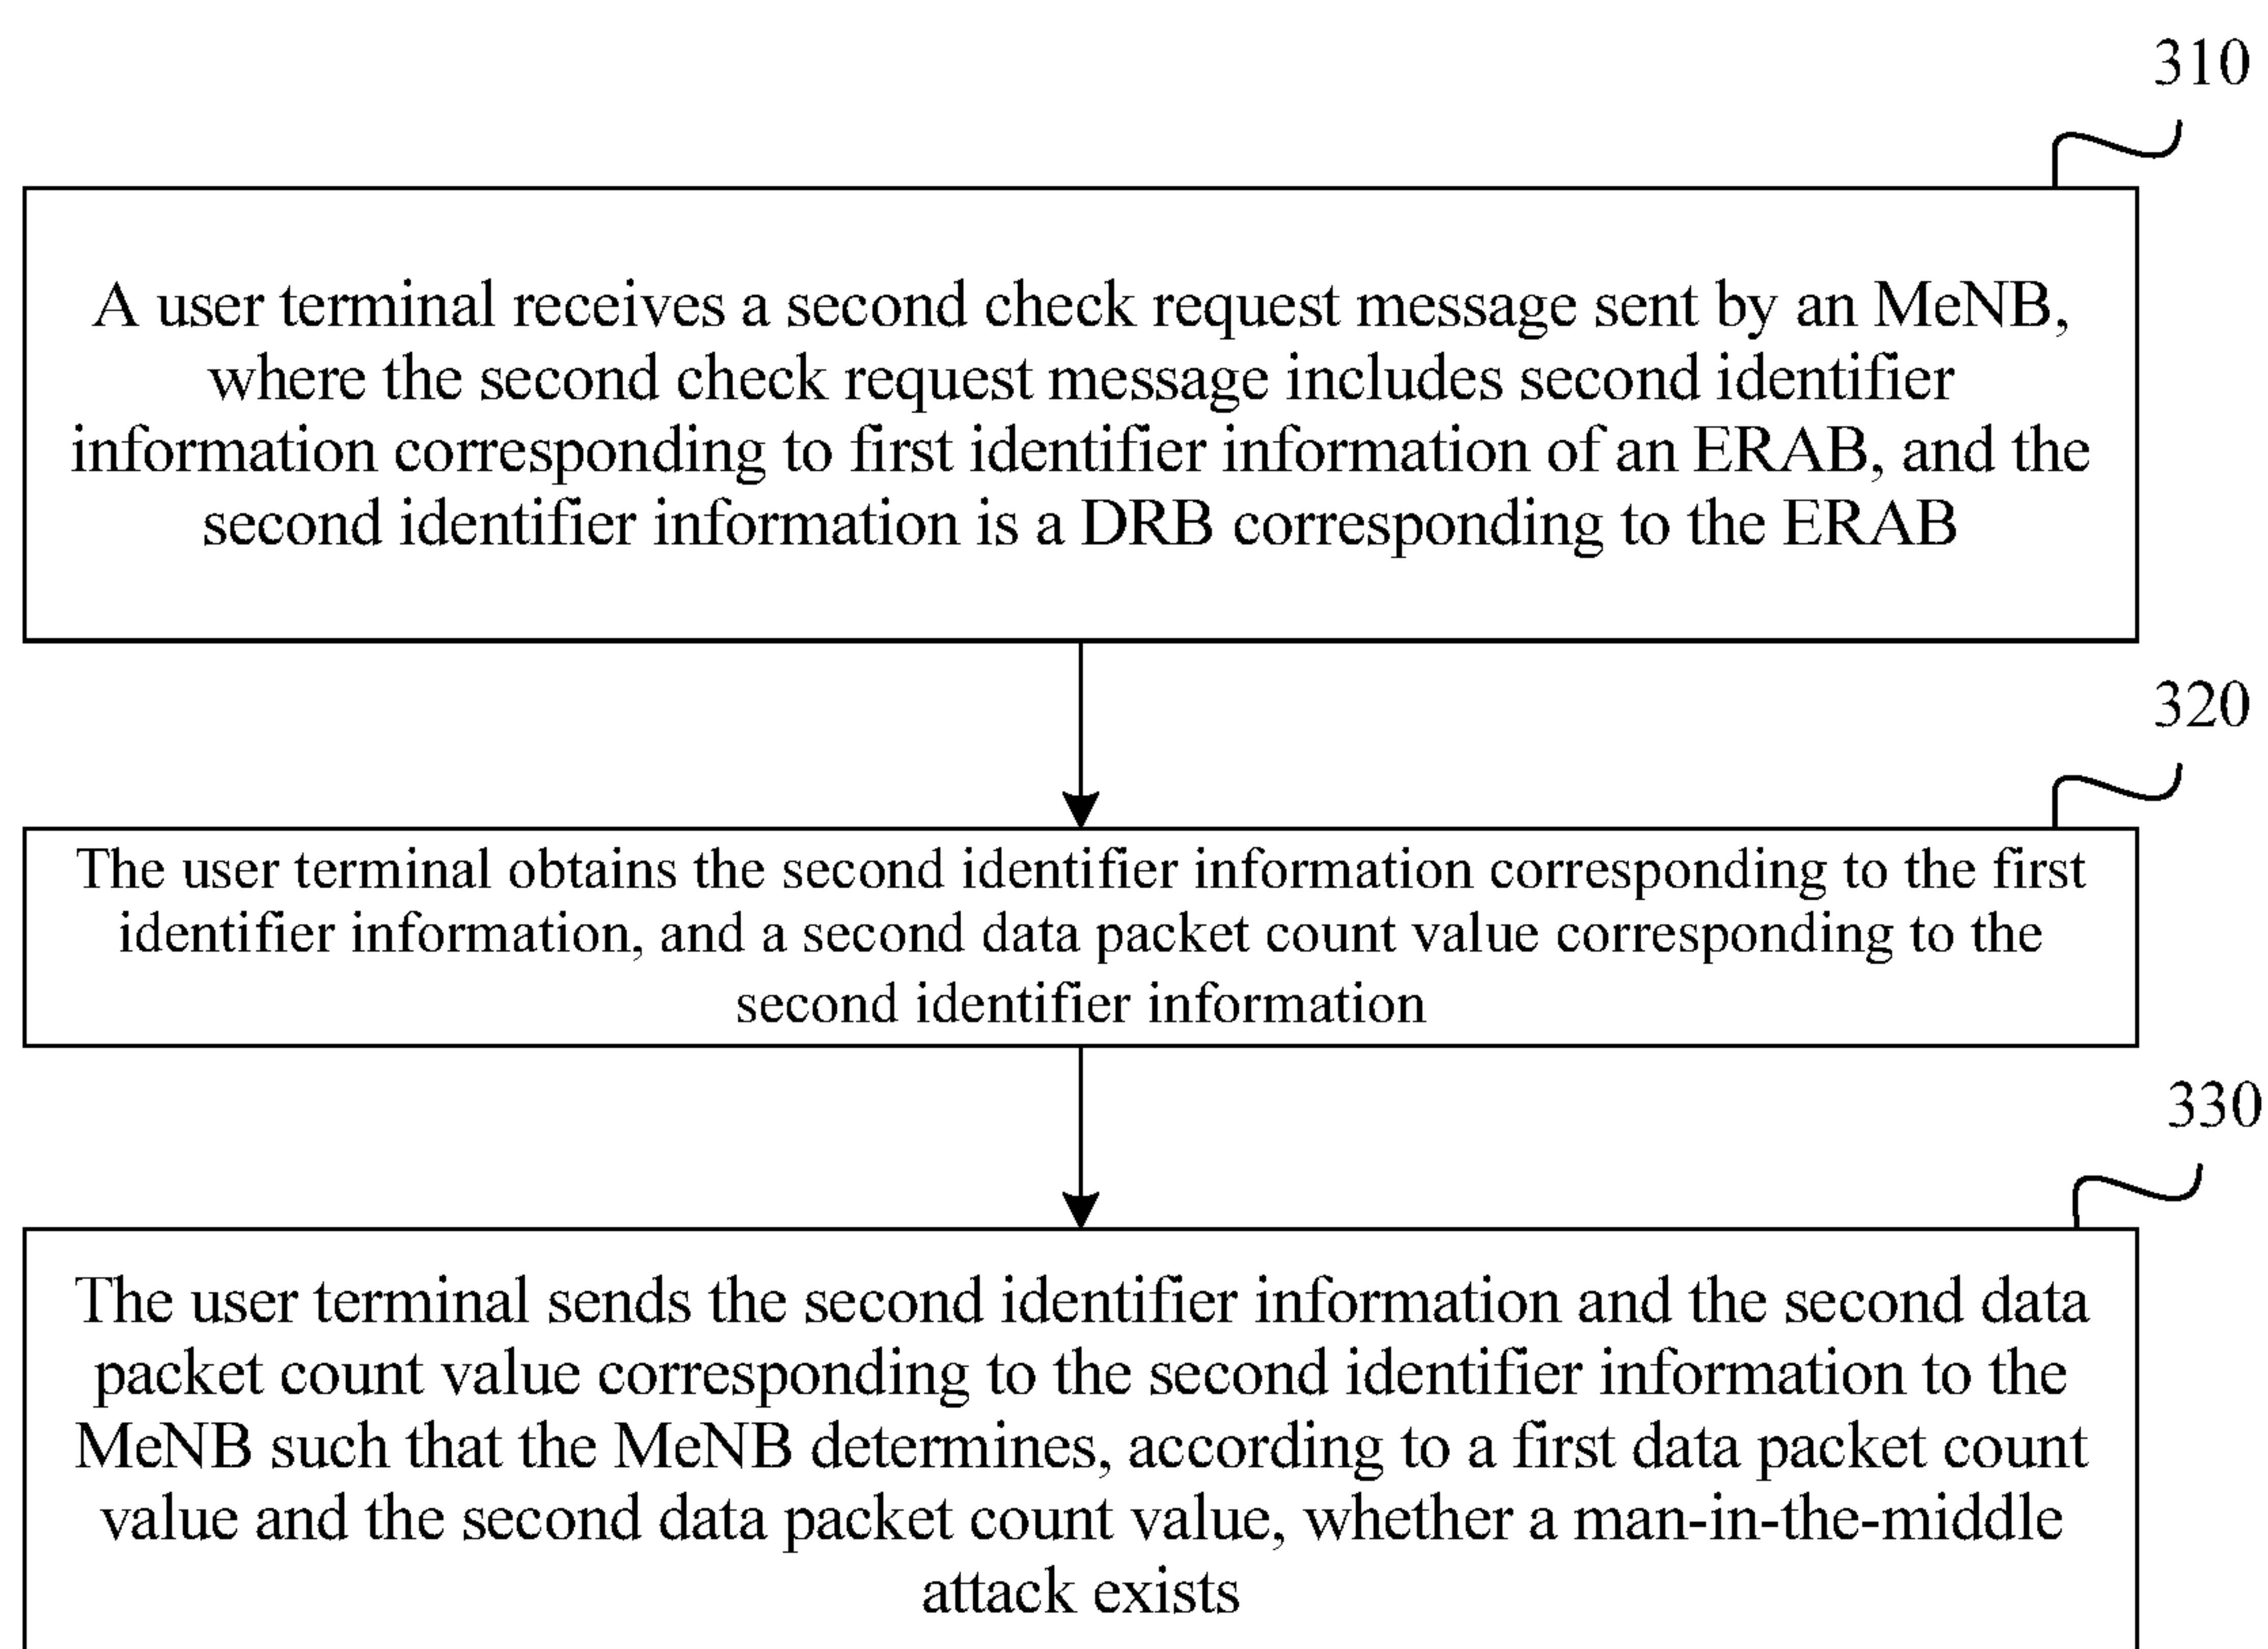 310
A user terminal receives a second check request message sent by an MeNB,
where the second check request message includes second identifier
information corresponding to first identifier information of an ERAB, and the
second identifier information is a DRB corresponding to the ERAB
320
The user terminal obtains the second identifier information corresponding to the first
identifier information, and a second data packet count value corresponding to the
second identifier information
330
The user terminal sends the second identifier information and the second data
packet count value corresponding to the second identifier information to the
MeNB such that the MeNB determines, according to a first data packet count
value and the second data packet count value, whether a man-in-the-middle
attack exists